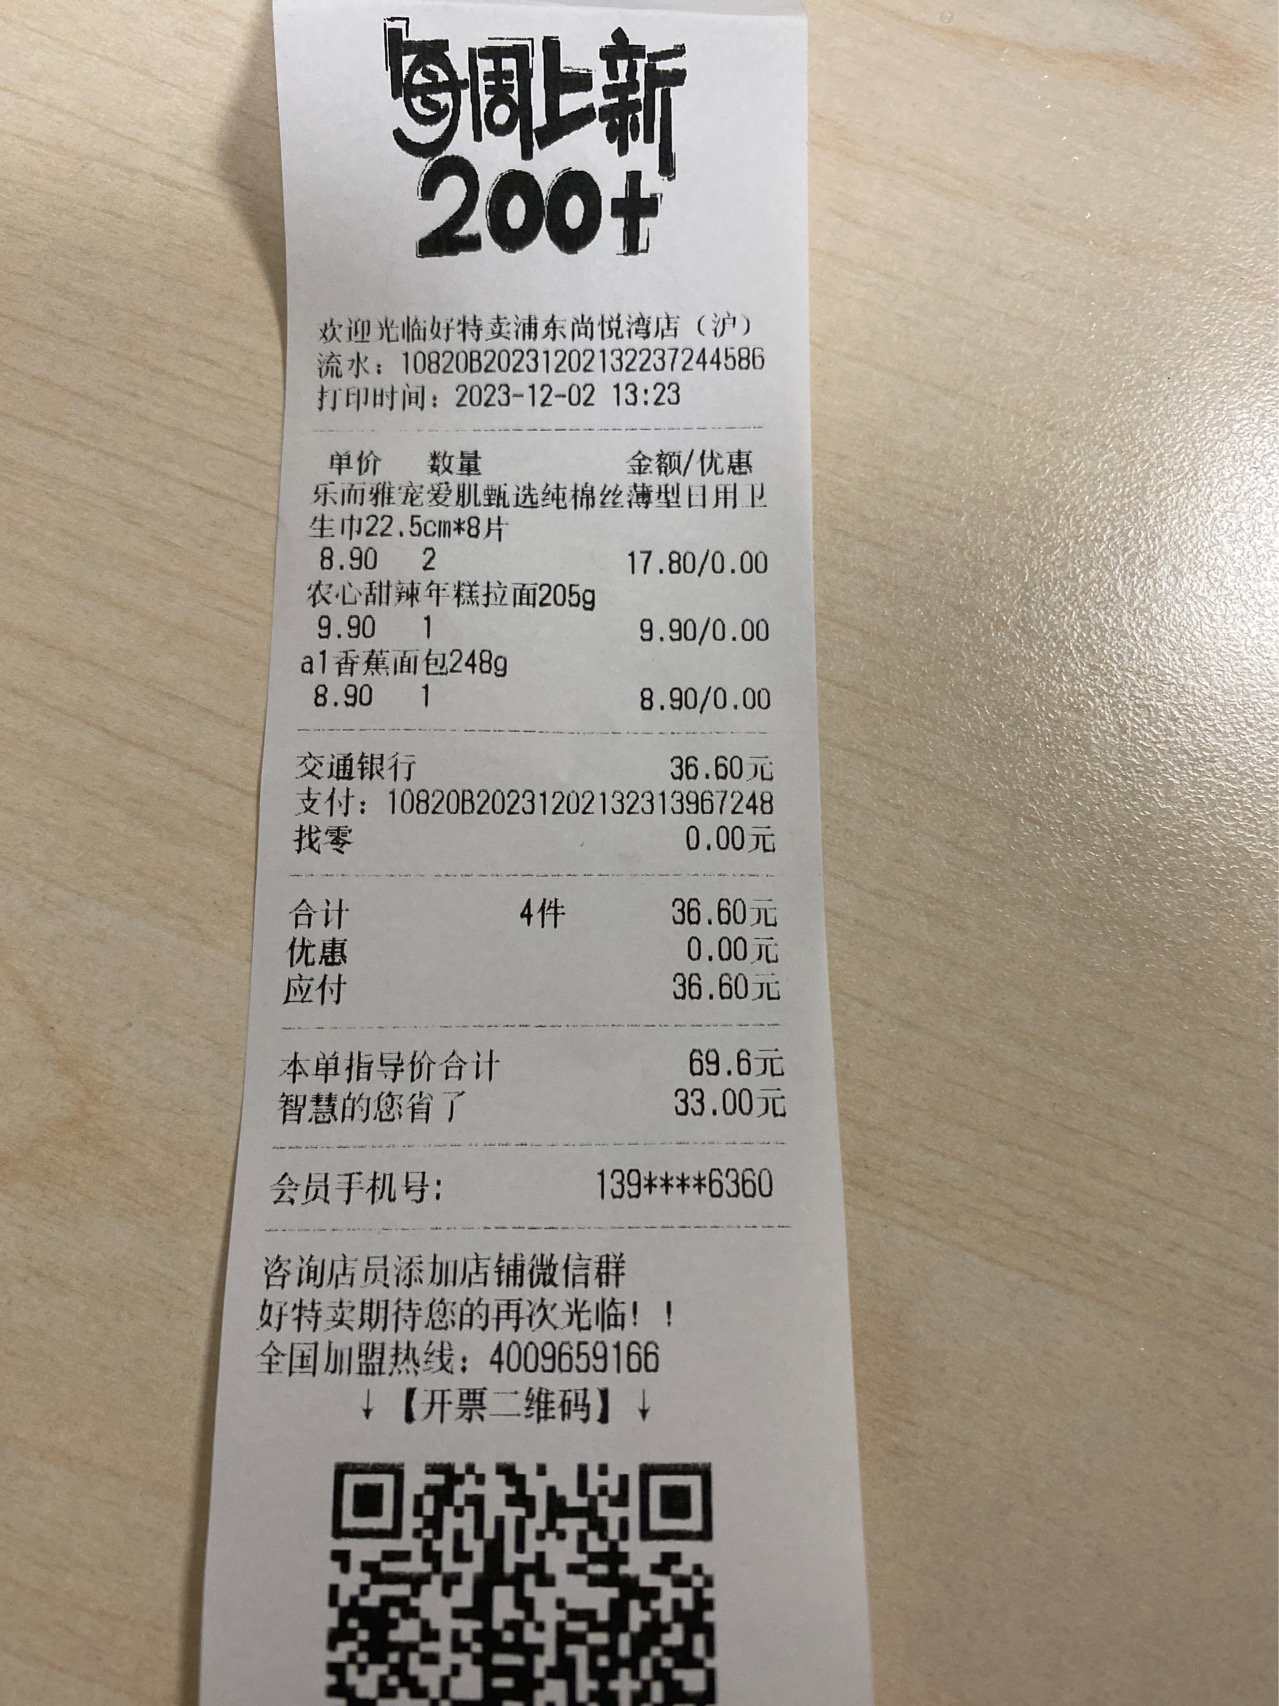 每周上新
200+
欢迎光临好特卖浦东尚悦湾店（沪）
流水：10820B20231202132237244586
打印时间：2023-12-02 13:23
单价 数量 金额/优惠
乐而雅宠爱肌甄选纯棉丝薄型日用卫
生巾22.5cm*8片
8.90 2 17.80/0.00
农心甜辣年糕拉面205g
9.90 1 9.90/0.00
a1香蕉面包248g
8.90 1 8.90/0.00
交通银行 36.60元
支付：10820B20231202132313967248
找零 0.00元
合计 4件 36.60元
优惠 0.00元
应付 36.60元
本单指导价合计 69.6元
智慧的您省了 33.00元
会员手机号: 139****6360
咨询店员添加店铺微信群
好特卖期待您的再次光临！！
全国加盟热线：4009659166
↓【开票二维码】↓